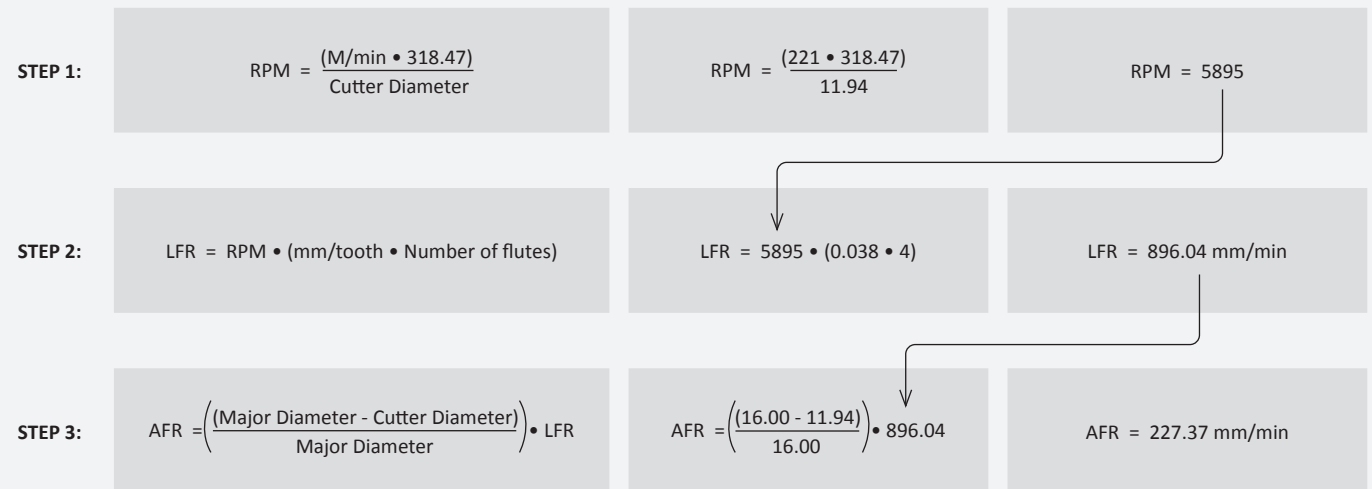 STEP 1:
RPM = (M/min • 318.47)
Cutter Diameter
RPM = (221 • 318.47)
11.94
RPM = 5895
STEP 2:
LFR = RPM • (mm/tooth • Number of flutes)
LFR = 5895 • (0.038 • 4)
LFR = 896.04 mm/min
STEP 3:
AFR =((Major Diameter - Cutter Diameter)
Major Diameter)• LFR
AFR =((16.00 - 11.94)
16.00)• 896.04
AFR = 227.37 mm/min